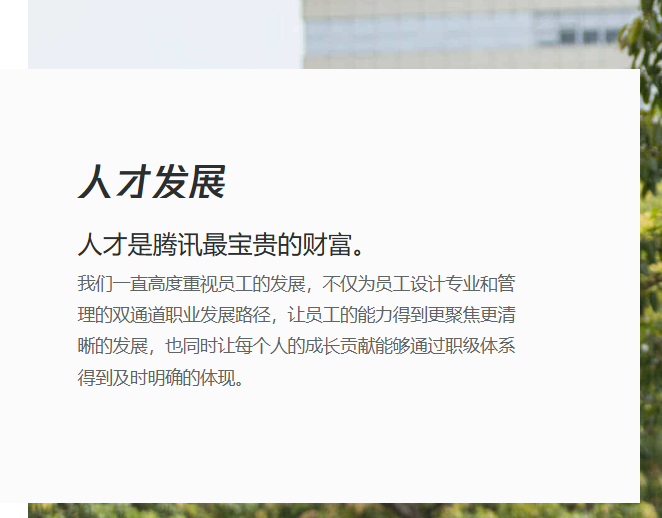 人才发展
人才是腾讯最宝贵的财富。
我们一直高度重视员工的发展，不仅为员工设计专业和管
理的双通道职业发展路径，让员工的能力得到更聚焦更清
晰的发展，也同时让每个人的成长贡献能够通过职级体系
得到及时明确的体现。